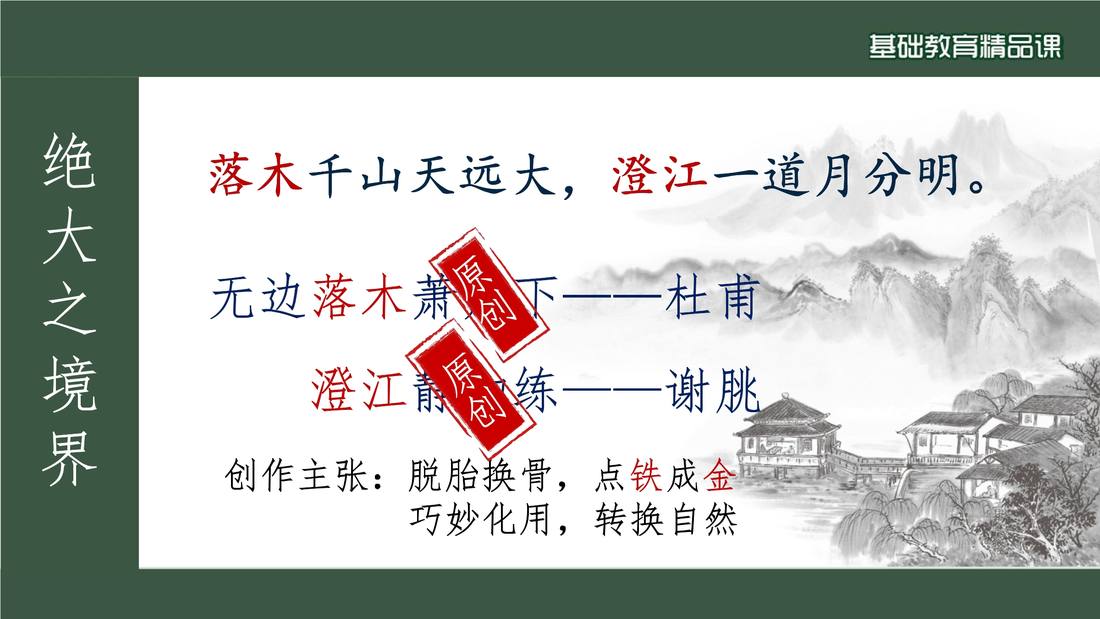 基础教育精品课
绝大之境界
落木千山天远大，澄江一道月分明。
无边落木萧下——杜甫
原创
澄江静练——谢朓
原创
创作主张：脱胎换骨，点铁成金
巧妙化用，转换自然